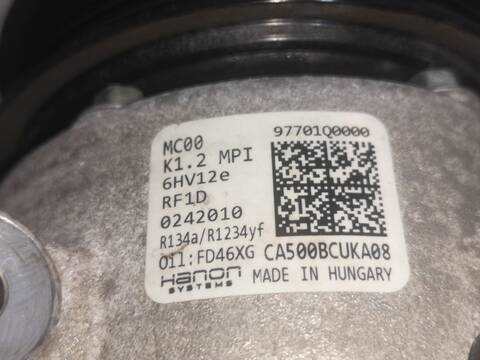 MC00
97701Q0000
K1.2 MPI
6HV12e
RF1D
0242010
R134a/R1234yf
Oil:FD46XG CA500BCUKA08
Hanon
SYSTEMS
MADE IN HUNGARY